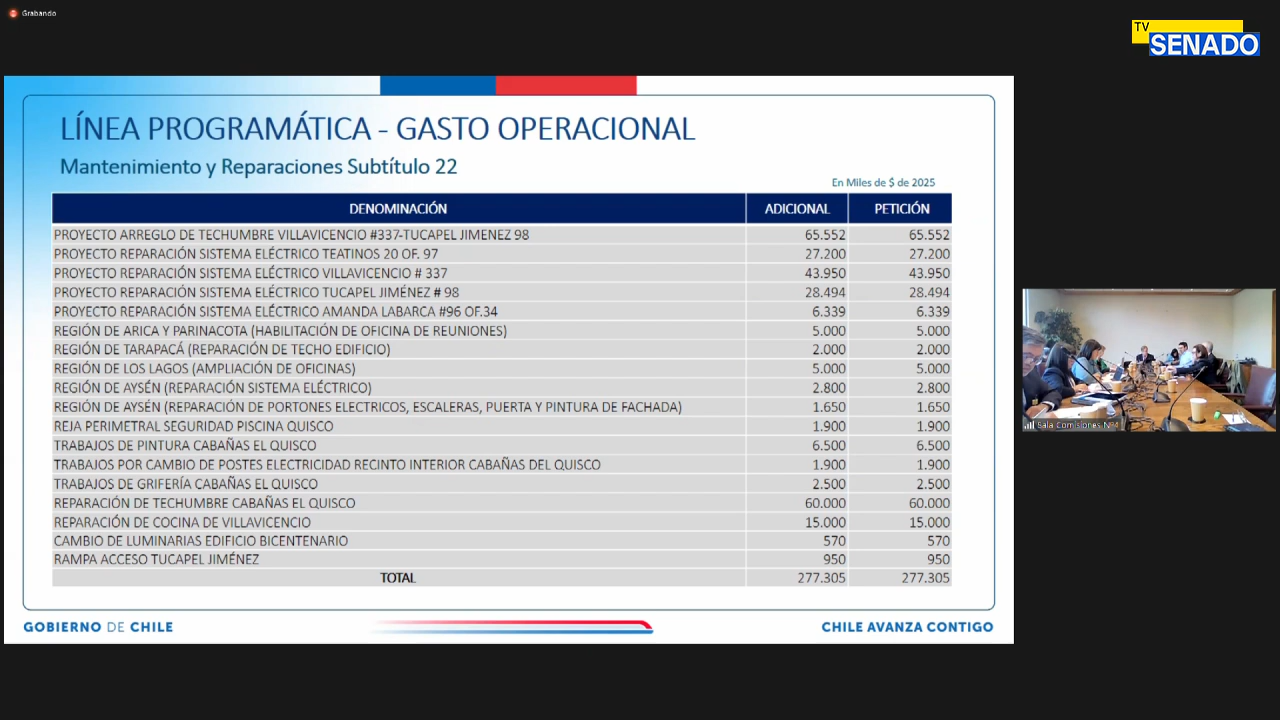 Grabando
TV
SENADO
LÍNEA PROGRAMÁTICA - GASTO OPERACIONAL
Mantenimiento y Reparaciones Subtítulo 22
En Miles de $ de 2025
DENOMINACIÓN ADICIONAL PETICIÓN
PROYECTO ARREGLO DE TECHUMBRE VILLAVICENCIO #337-TUCAPEL JIMENEZ 98 65.552 65.552
PROYECTO REPARACIÓN SISTEMA ELÉCTRICO TEATINOS 20 OF. 97 27.200 27.200
PROYECTO REPARACIÓN SISTEMA ELÉCTRICO VILLAVICENCIO # 337 43.950 43.950
PROYECTO REPARACIÓN SISTEMA ELÉCTRICO TUCAPEL JIMÉNEZ # 98 28.494 28.494
PROYECTO REPARACIÓN SISTEMA ELÉCTRICO AMANDA LABARCA #96 OF.34 6.339 6.339
REGIÓN DE ARICA Y PARINACOTA (HABILITACIÓN DE OFICINA DE REUNIONES) 5.000 5.000
REGIÓN DE TARAPACÁ (REPARACIÓN DE TECHO EDIFICIO) 2.000 2.000
REGIÓN DE LOS LAGOS (AMPLIACIÓN DE OFICINAS) 5.000 5.000
REGIÓN DE AYSÉN (REPARACIÓN SISTEMA ELÉCTRICO) 2.800 2.800
REGIÓN DE AYSÉN (REPARACIÓN DE PORTONES ELECTRICOS, ESCALERAS, PUERTA Y PINTURA DE FACHADA) 1.650 1.650
REJA PERIMETRAL SEGURIDAD PISCINA QUISCO 1.900 1.900
TRABAJOS DE PINTURA CABAÑAS EL QUISCO 6.500 6.500
TRABAJOS POR CAMBIO DE POSTES ELECTRICIDAD RECINTO INTERIOR CABAÑAS DEL QUISCO 1.900 1.900
TRABAJOS DE GRIFERÍA CABAÑAS EL QUISCO 2.500 2.500
REPARACIÓN DE TECHUMBRE CABAÑAS EL QUISCO 60.000 60.000
REPARACIÓN DE COCINA DE VILLAVICENCIO 15.000 15.000
CAMBIO DE LUMINARIAS EDIFICIO BICENTENARIO 570 570
RAMPA ACCESO TUCAPEL JIMÉNEZ 950 950
TOTAL 277.305 277.305
GOBIERNO DE CHILE
CHILE AVANZA CONTIGO
Sala Comisiones N°4